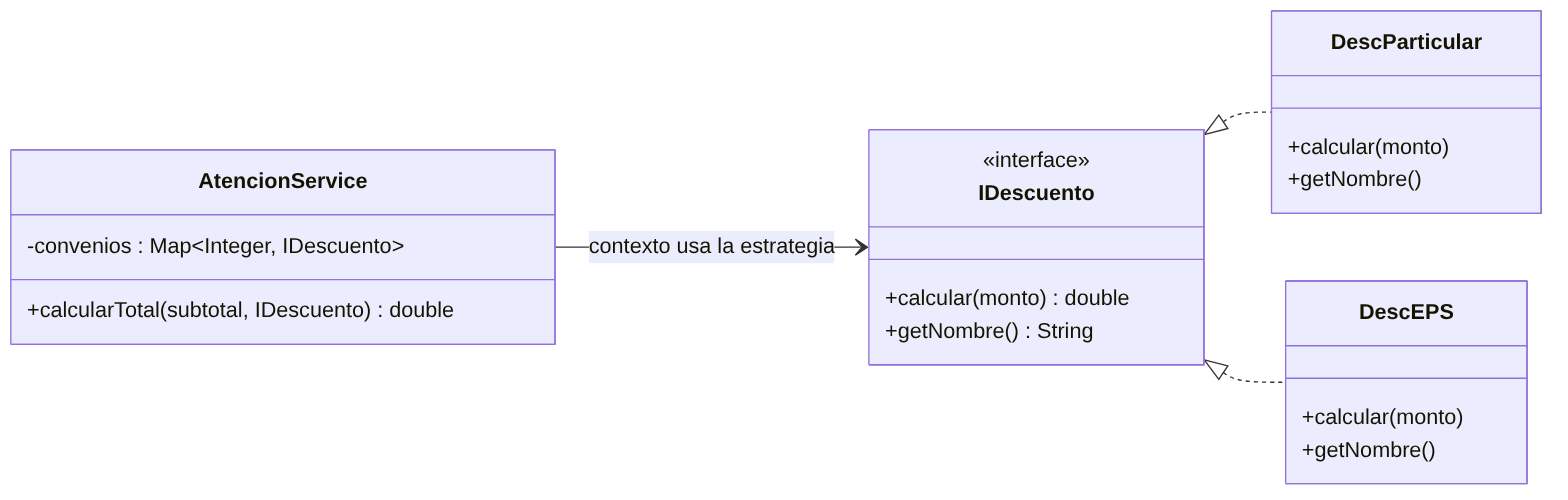 AtencionService
-convenios : Map<Integer, IDescuento>
+calcularTotal(subtotal, IDescuento) : double
contexto usa la estrategia
«interface»
IDescuento
+calcular(monto) : double
+getNombre() : String
DescParticular
+calcular(monto)
+getNombre()
DescEPS
+calcular(monto)
+getNombre()